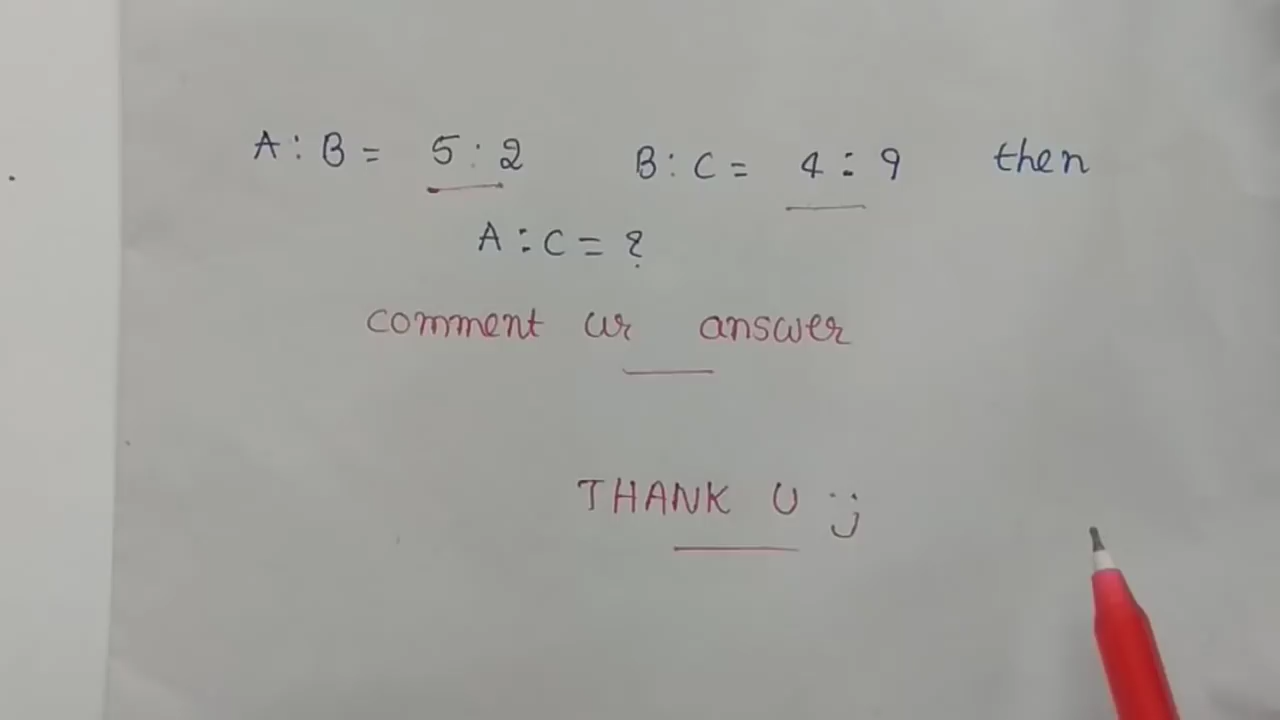 A : B = 5 : 2 B : C = 4 : 9 then
A : C = ?
comment ur answer
THANK U :)